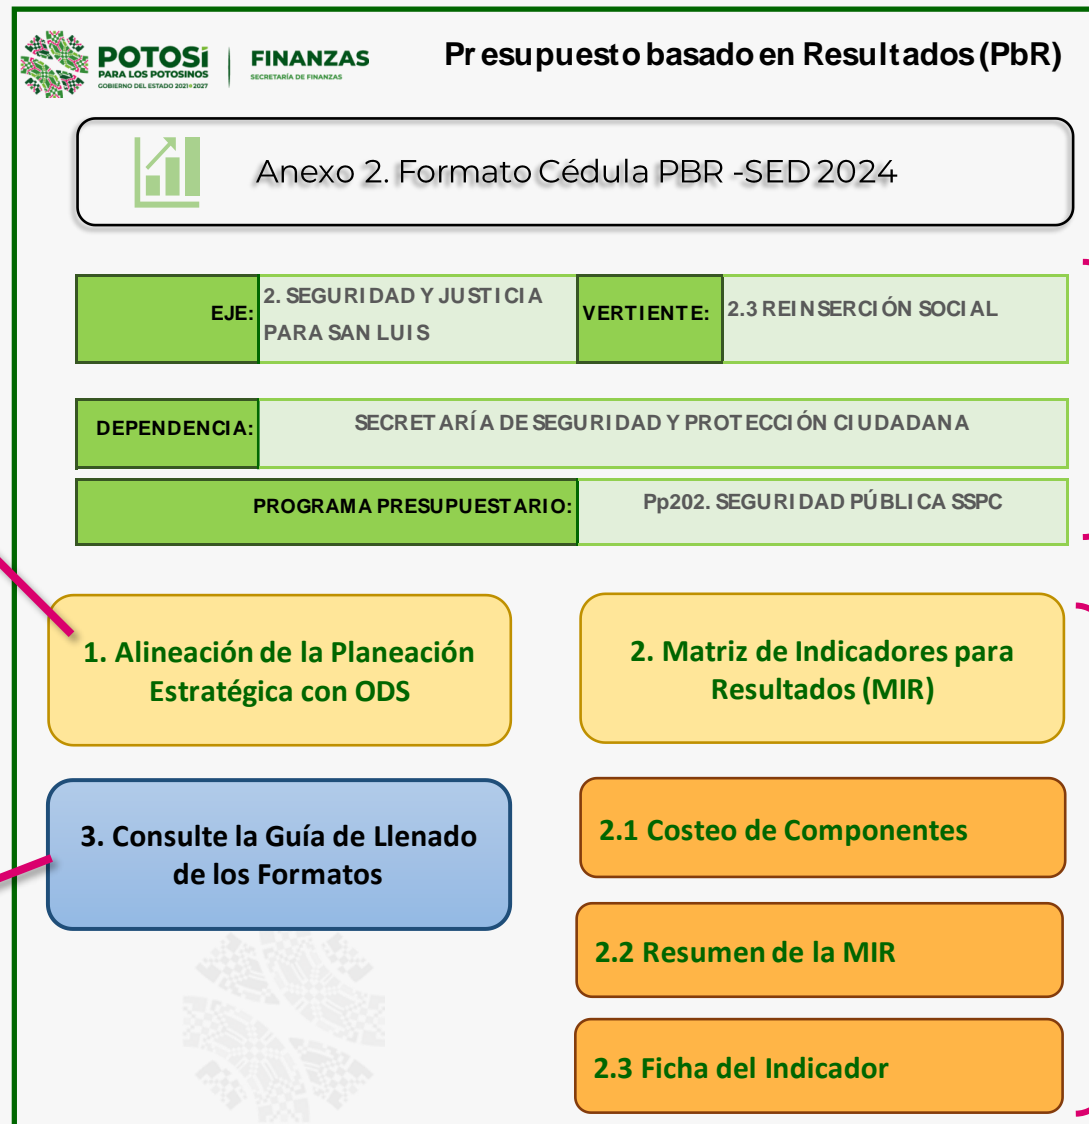 POTOSÍ
PARA LOS POTOSINOS
GOBIERNO DEL ESTADO 2021-2027
FINANZAS
SECRETARÍA DE FINANZAS
Presupuesto basado en Resultados (PbR)
Anexo 2. Formato Cédula PBR -SED 2024
EJE:
2. SEGURIDAD Y JUSTICIA
PARA SAN LUIS
VERTIENTE:
2.3 REINSERCIÓN SOCIAL
DEPENDENCIA:
SECRETARÍA DE SEGURIDAD Y PROTECCIÓN CIUDADANA
PROGRAMA PRESUPUESTARIO:
Pp202. SEGURIDAD PÚBLICA SSPC
1. Alineación de la Planeación
Estratégica con ODS
2. Matriz de Indicadores para
Resultados (MIR)
3. Consulte la Guía de Llenado
de los Formatos
2.1 Costeo de Componentes
2.2 Resumen de la MIR
2.3 Ficha del Indicador